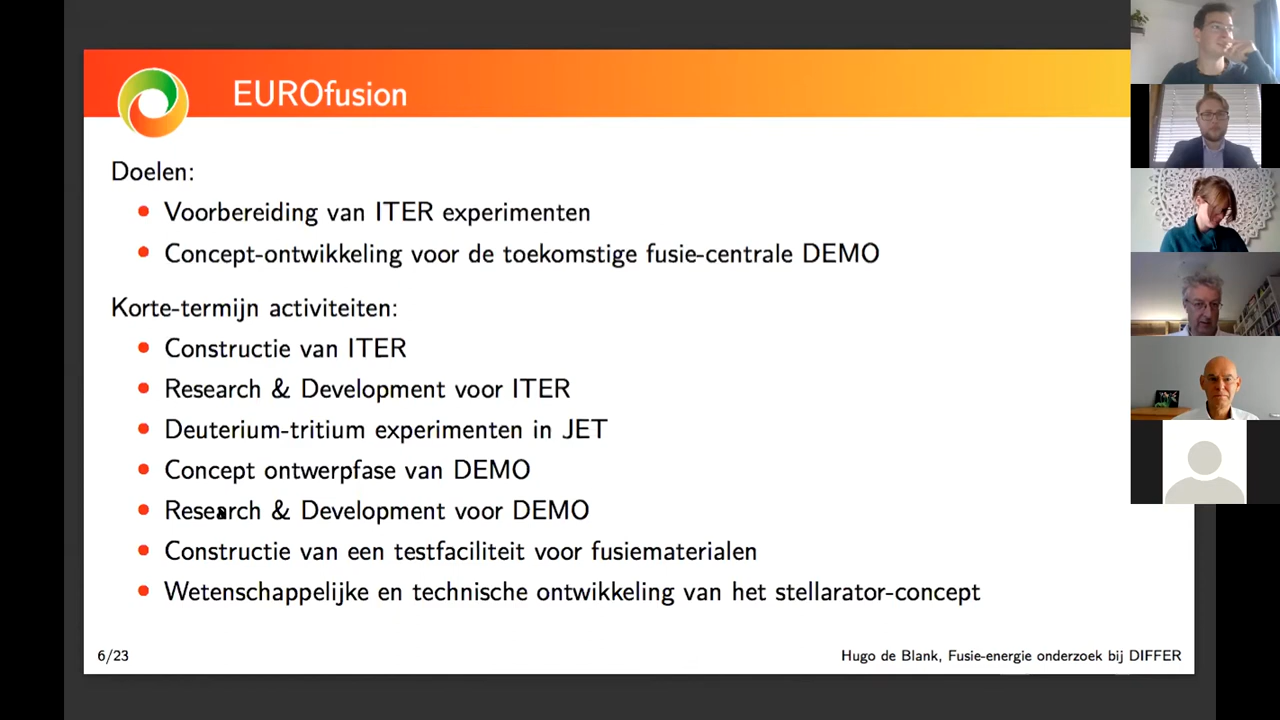 EUROfusion
Doelen:
Voorbereiding van ITER experimenten
Concept-ontwikkeling voor de toekomstige fusie-centrale DEMO
Korte-termijn activiteiten:
Constructie van ITER
Research & Development voor ITER
Deuterium-tritium experimenten in JET
Concept ontwerpfase van DEMO
Research & Development voor DEMO
Constructie van een testfaciliteit voor fusiematerialen
Wetenschappelijke en technische ontwikkeling van het stellarator-concept
6/23
Hugo de Blank, Fusie-energie onderzoek bij DIFFER